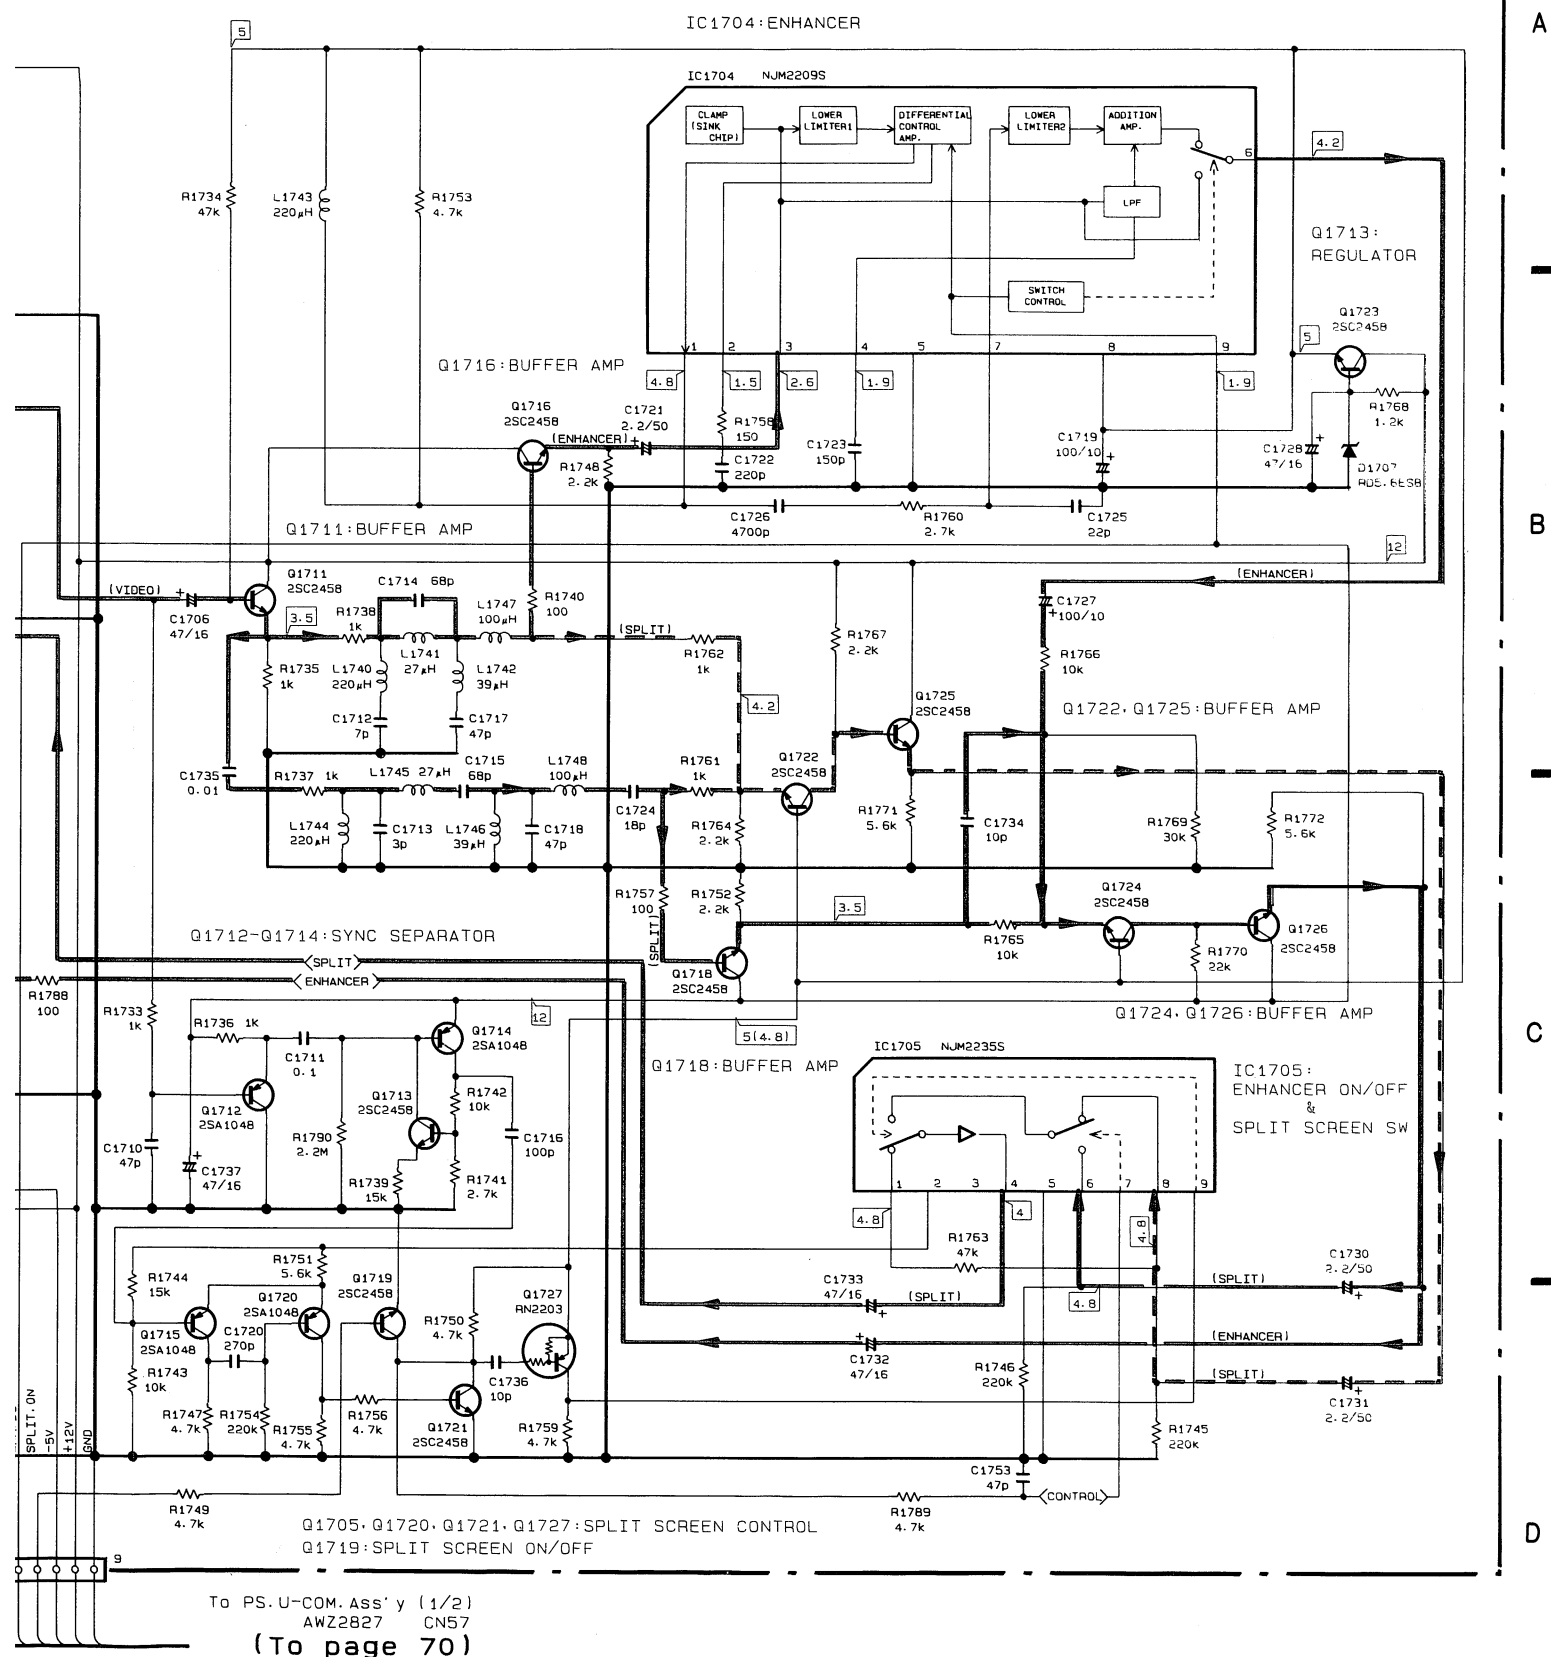 IC1704:ENHANCER
A
5
IC1704 NJM2209S
CLAMP
(SINK
CHIP)
LOWER
LIMITER1
DIFFERENTIAL
CONTROL
AMP.
LOWER
LIMITER2
ADDITION
AMP.
6
4.2
R1734
47k
L1743
220μH
R1753
4.7k
LPF
Q1713:
REGULATOR
SWITCH
CONTROL
Q1723
2SC2458
5
1 2 3 4 5 7 8 9
Q1716:BUFFER AMP
4.8
1.5
2.6
1.9
1.9
R1768
1.2k
Q1716
2SC2458
C1721
2.2/50
(ENHANCER)
+
R1758
150
C1723
150p
C1719
100/10
+
C1728
47/16
+
D1707
RD5.6ESB
R1748
2.2k
C1722
220p
C1726
4700p
R1760
2.7k
C1725
22p
B
Q1711:BUFFER AMP
12
(ENHANCER)
(VIDEO)
+
C1706
47/16
Q1711
2SC2458
C1714 68p
L1747
100μH
R1740
100
C1727
100/10
+
3.5
R1738
1k
(SPLIT)
R1762
1k
R1767
2.2k
R1735
1k
L1740
220μH
L1741
27μH
L1742
39μH
R1766
10k
4.2
Q1725
2SC2458
Q1722,Q1725:BUFFER AMP
C1712
7p
C1717
47p
C1735
0.01
R1737 1k
L1745 27μH
C1715
68p
L1748
100μH
R1761
1k
Q1722
2SC2458
C1724
18p
L1744
220μH
C1713
3p
L1746
39μH
C1718
47p
R1764
2.2k
R1771
5.6k
C1734
10p
R1769
30k
R1772
5.6k
R1757
100
R1752
2.2k
3.5
Q1724
2SC2458
Q1726
2SC2458
(SPLIT)
R1765
10k
R1770
22k
Q1712-Q1714:SYNC SEPARATOR
Q1718
2SC2458
SPLIT
ENHANCER
R1788
100
R1733
1k
R1736 1k
12
Q1724,Q1726:BUFFER AMP
C
C1711
0.1
Q1714
2SA1048
5(4.8)
Q1718:BUFFER AMP
IC1705 NJM2235S
IC1705:
ENHANCER ON/OFF
&
SPLIT SCREEN SW
Q1712
2SA1048
Q1713
2SC2458
R1742
10k
C1716
100p
C1710
47p
+
C1737
47/16
R1790
2.2M
R1739
15k
R1741
2.7k
1 2 3 4 5 6 7 8 9
4.8
4
4.8
R1763
47k
R1751
5.6k
R1744
15k
Q1720
2SA1048
Q1719
2SC2458
C1733
47/16
+
(SPLIT)
(SPLIT)
C1730
2.2/50
+
4.8
Q1715
2SA1048
C1720
270p
R1750
4.7k
Q1727
RN2203
+
C1732
47/16
(ENHANCER)
R1743
10k
C1736
10p
R1746
220k
(SPLIT)
C1731
2.2/50
+
R1747
4.7k
R1754
220k
R1755
4.7k
R1756
4.7k
Q1721
2SC2458
R1759
4.7k
R1745
220k
SPLIT.ON
-5V
+12V
GND
C1753
47p
CONTROL
R1749
4.7k
R1789
4.7k
Q1705,Q1720,Q1721,Q1727:SPLIT SCREEN CONTROL
Q1719:SPLIT SCREEN ON/OFF
D
9
To PS.U-COM.Ass'y (1/2)
AWZ2827 CN57
(To page 70)